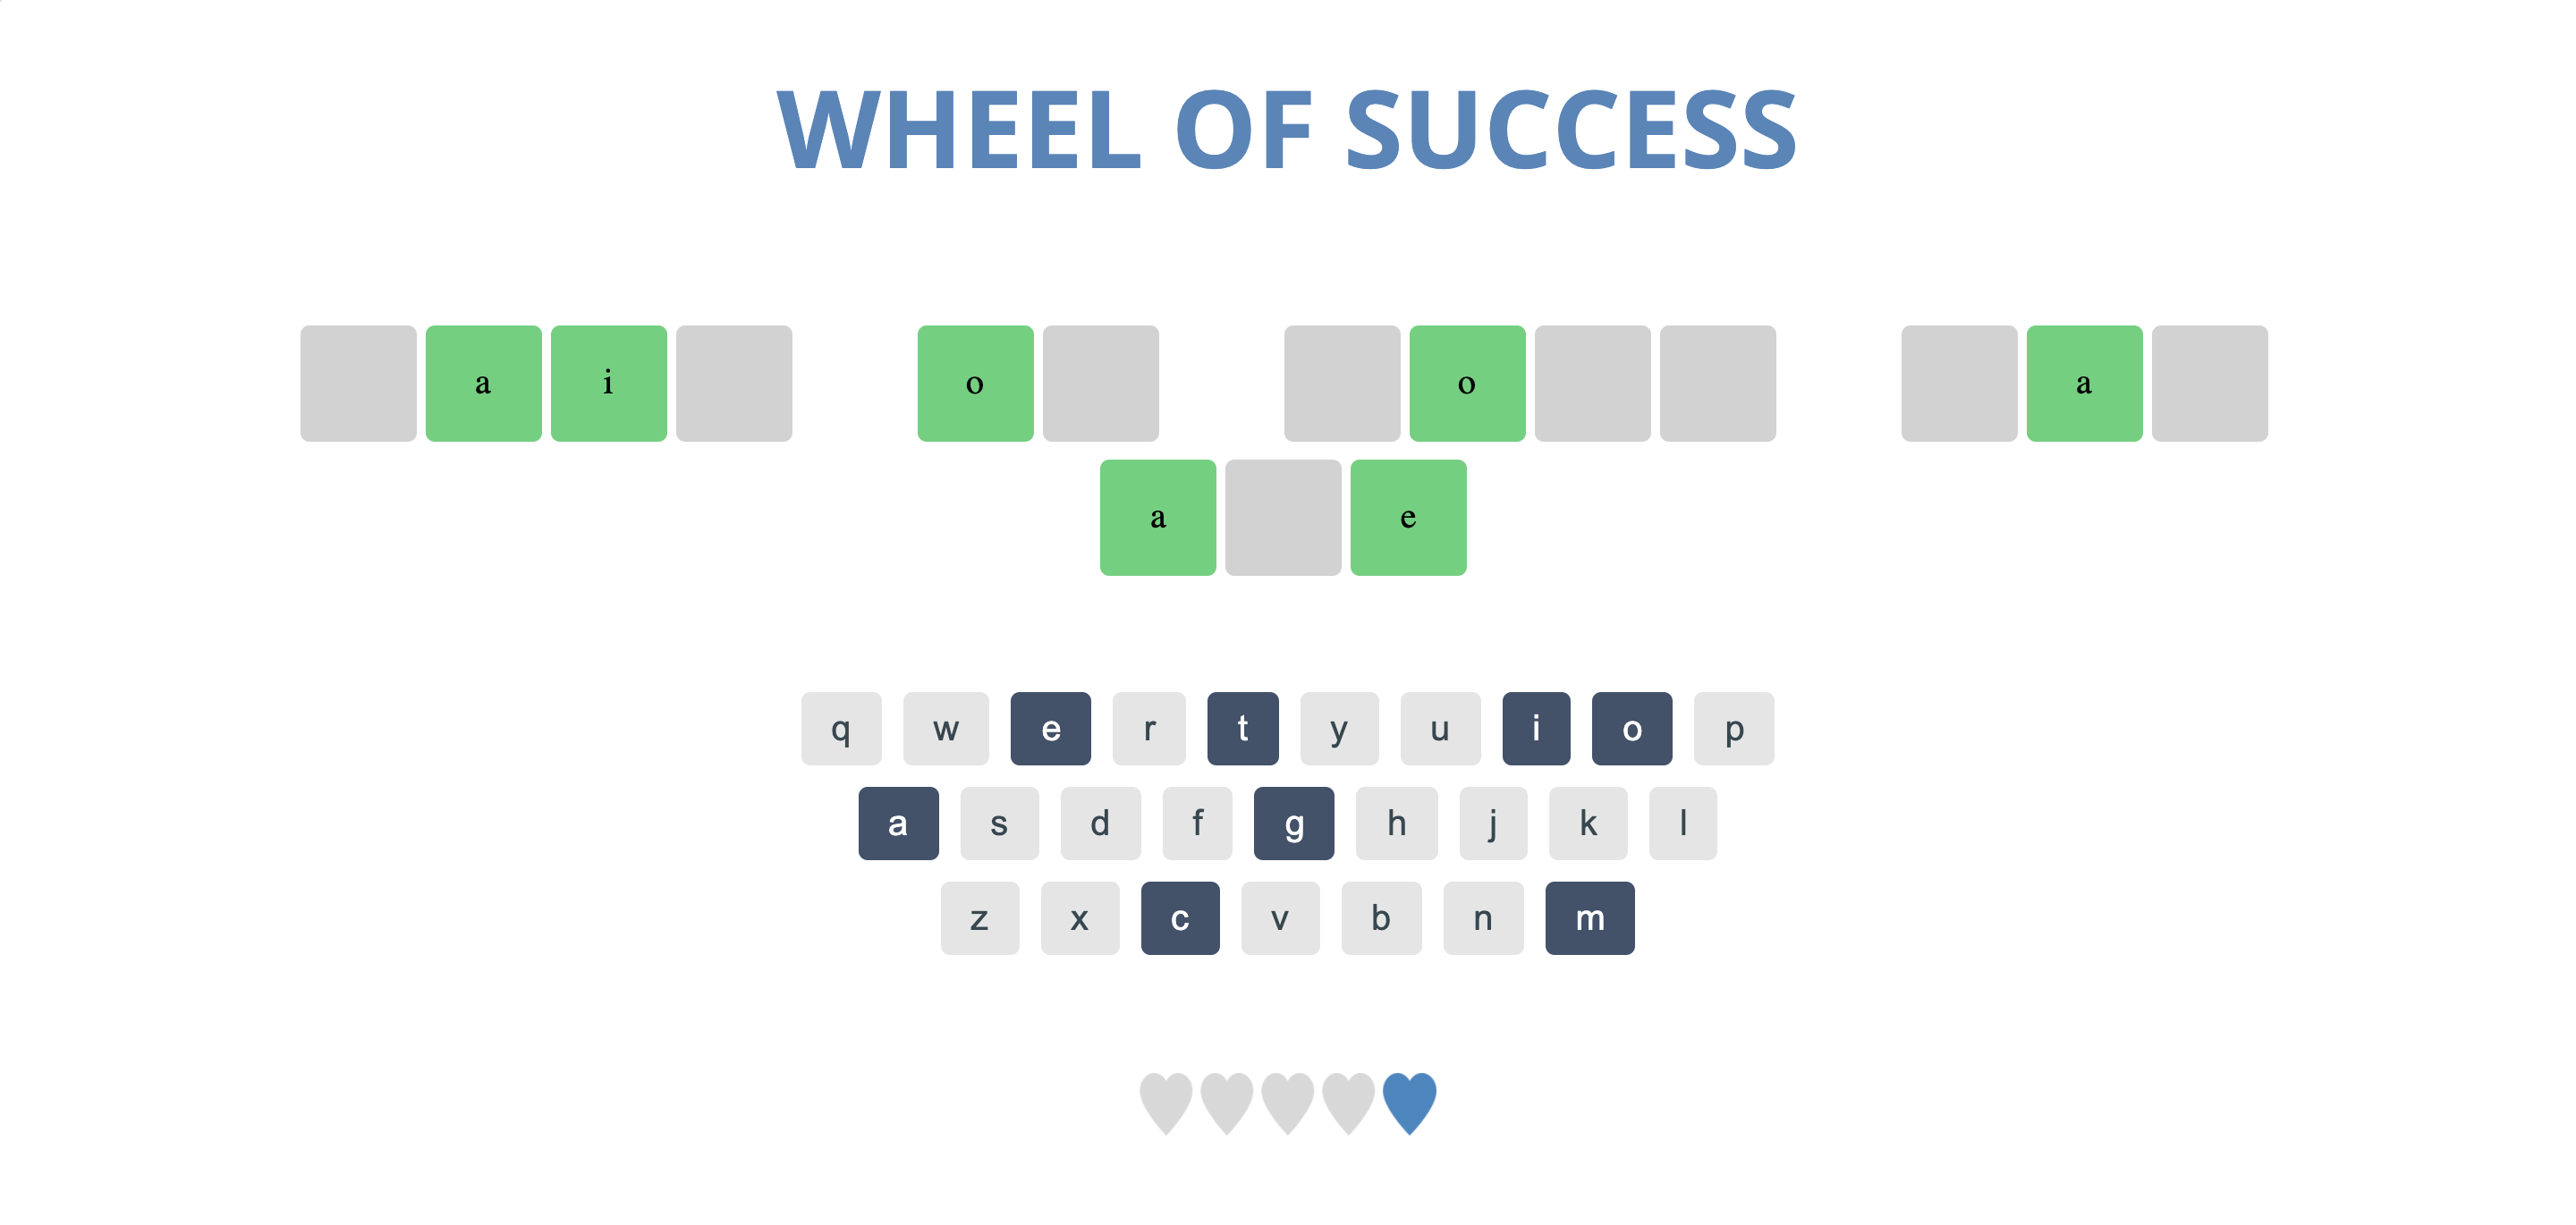 WHEEL OF SUCCESS
a i o o a
a e
q w e r t y u i o p
a s d f g h j k l
z x c v b n m